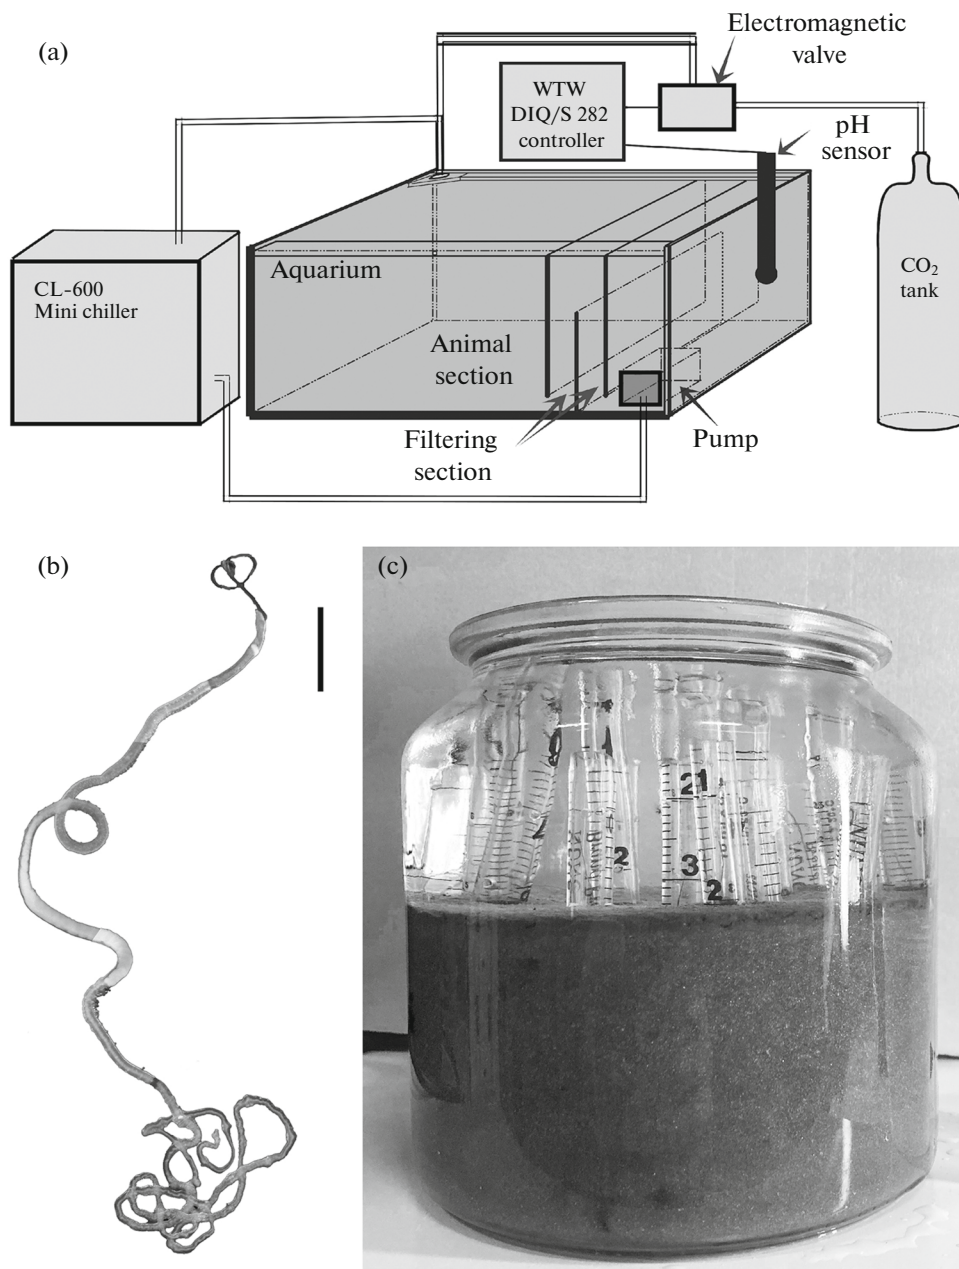 (a)
Electromagnetic
valve
WTW
DIQ/S 282
controller
pH
sensor
Aquarium
CL-600
Mini chiller
CO₂
tank
Animal
section
Filtering
section
Pump
(b)
(c)
21
2
3
2